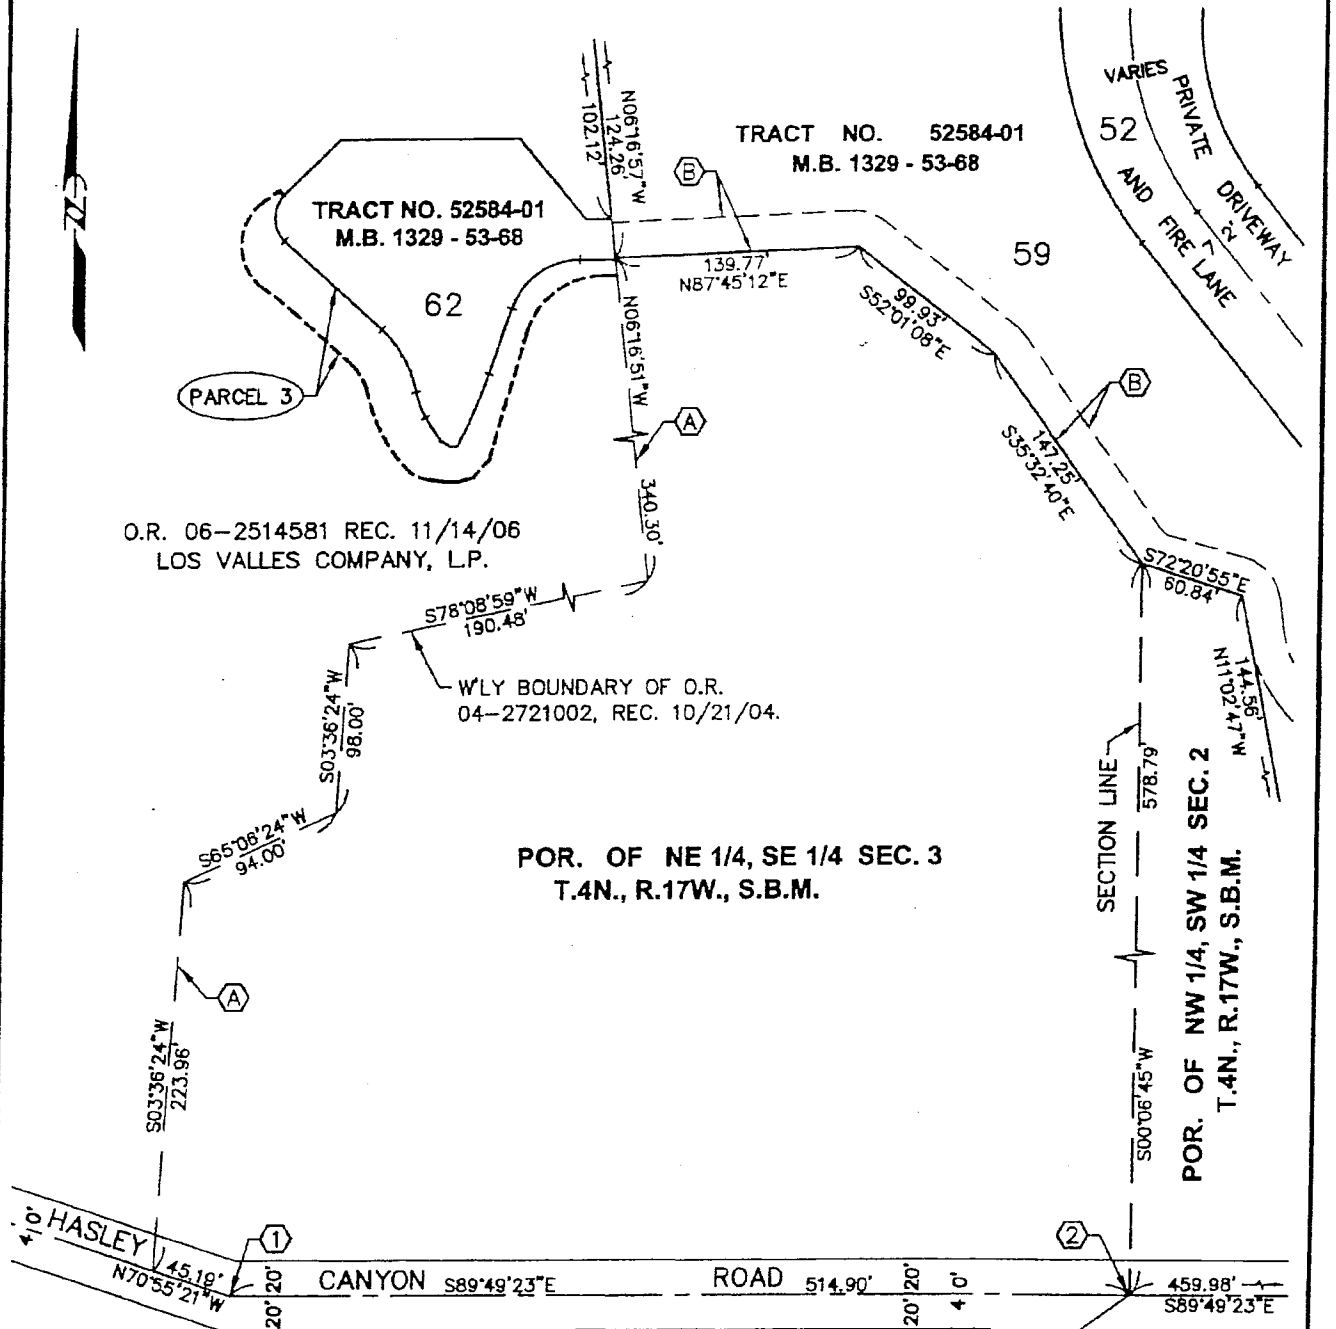 N06°16'57"W
124.26'
102.12'
TRACT NO. 52584-01
M.B. 1329 - 53-68
B
VARIES
PRIVATE DRIVEWAY
AND FIRE LANE
52
59
TRACT NO. 52584-01
M.B. 1329 - 53-68
62
139.77'
N87°45'12"E
99.93'
S52°01'08"E
N06°16'51"W
PARCEL 3
A
B
147.25'
S35°32'40"E
340.30'
O.R. 06-2514581 REC. 11/14/06
LOS VALLES COMPANY, L.P.
S72°20'55"E
60.84'
S78°08'59"W
190.48'
144.56'
N11°02'47"W
W'LY BOUNDARY OF O.R.
04-2721002, REC. 10/21/04.
S03°36'24"W
98.00'
SECTION LINE
578.79'
S65°08'24"W
94.00'
POR. OF NE 1/4, SE 1/4 SEC. 3
T.4N., R.17W., S.B.M.
POR. OF NW 1/4, SW 1/4 SEC. 2
T.4N., R.17W., S.B.M.
A
S03°36'24"W
223.96'
S00°06'45"W
40'
HASLEY
1
2
45.19'
N70°55'21"W
20' 20'
CANYON S89°49'23"E ROAD 514.90'
20' 20'
40'
459.98'
S89°49'23"E